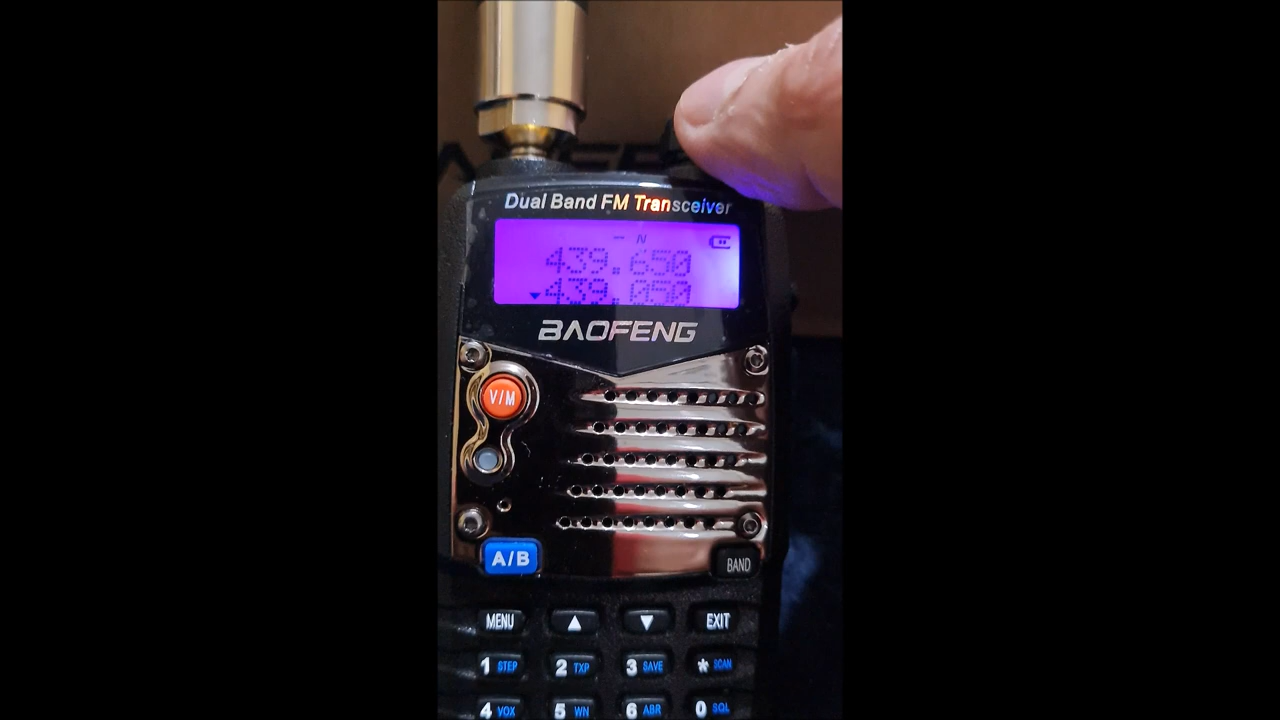 Dual Band FM Transceiver
- N
439.650
439.050
BAOFENG
V/M
A/B
BAND
MENU ▲ ▼ EXIT
1 STEP 2 TXP 3 SAVE * SCAN
4 VOX 5 WN 6 ABR 0 SQL